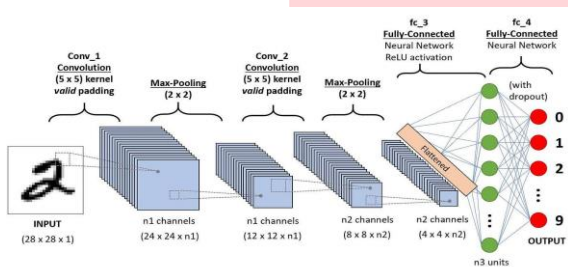 Conv_1
Convolution
(5 x 5) kernel
valid padding
Max-Pooling
(2 x 2)
Conv_2
Convolution
(5 x 5) kernel
valid padding
Max-Pooling
(2 x 2)
fc_3
Fully-Connected
Neural Network
ReLU activation
fc_4
Fully-Connected
Neural Network
(with
dropout)
Flattened
0
1
2
9
INPUT
(28 x 28 x 1)
n1 channels
(24 x 24 x n1)
n1 channels
(12 x 12 x n1)
n2 channels
(8 x 8 x n2)
n2 channels
(4 x 4 x n2)
n3 units
OUTPUT